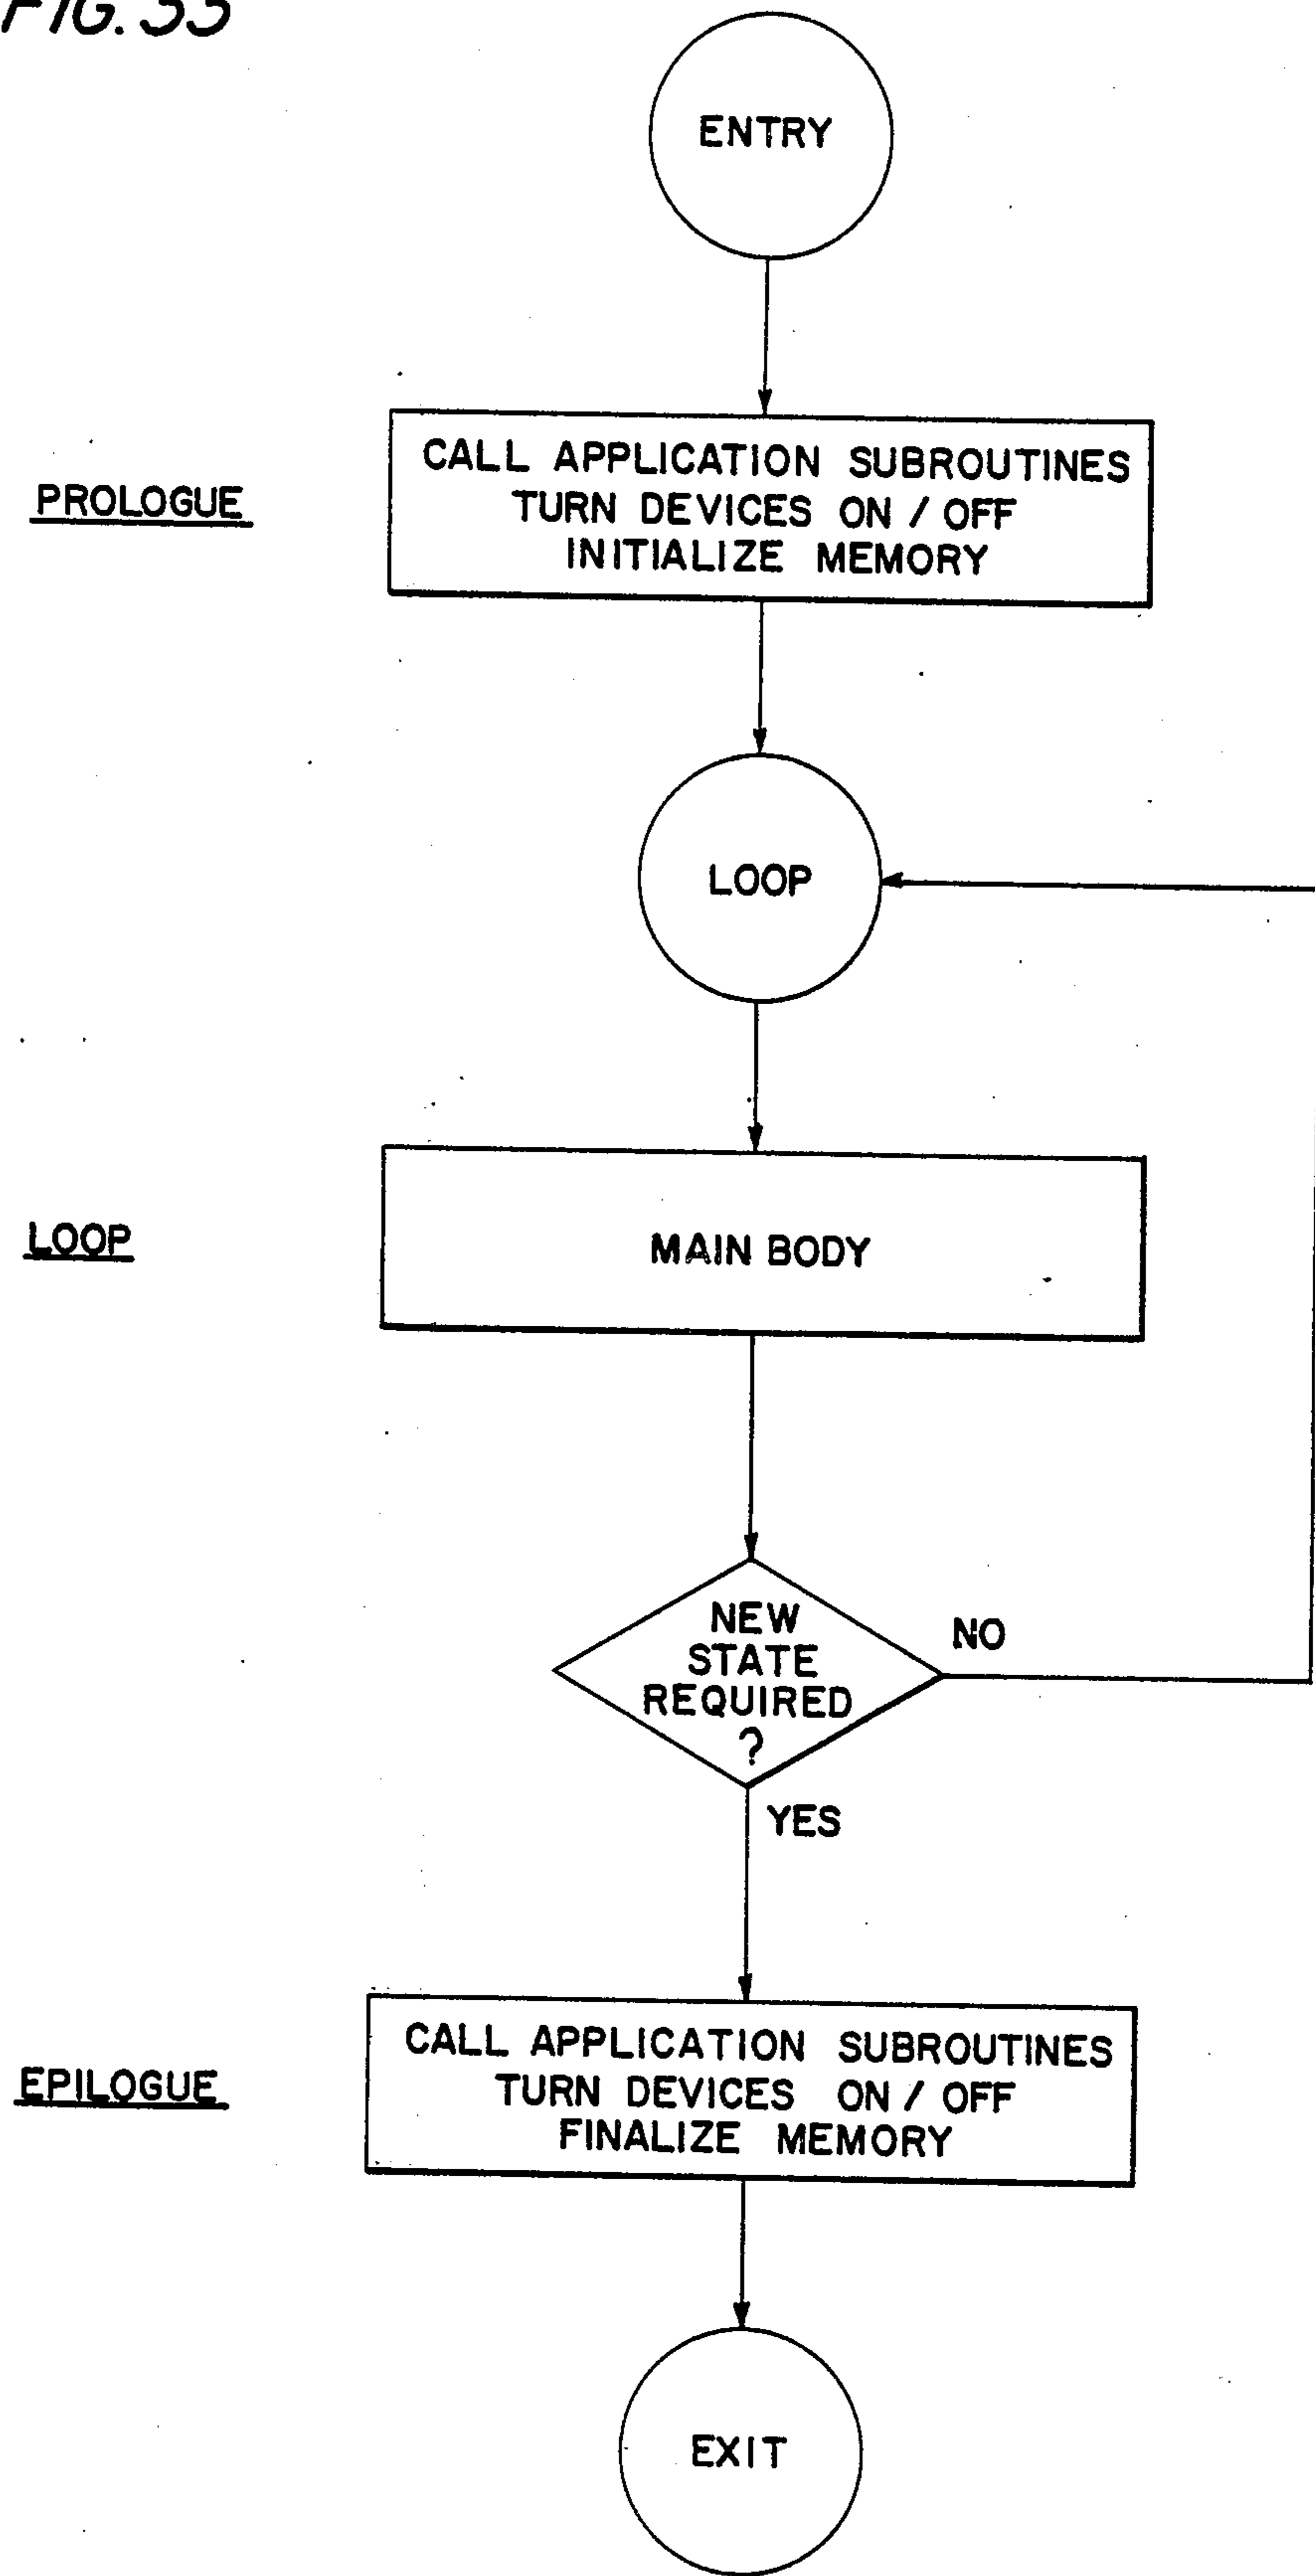 FIG. 33
ENTRY
PROLOGUE
CALL APPLICATION SUBROUTINES
TURN DEVICES ON / OFF
INITIALIZE MEMORY
LOOP
LOOP
MAIN BODY
NEW
STATE
REQUIRED
?
NO
YES
EPILOGUE
CALL APPLICATION SUBROUTINES
TURN DEVICES ON / OFF
FINALIZE MEMORY
EXIT